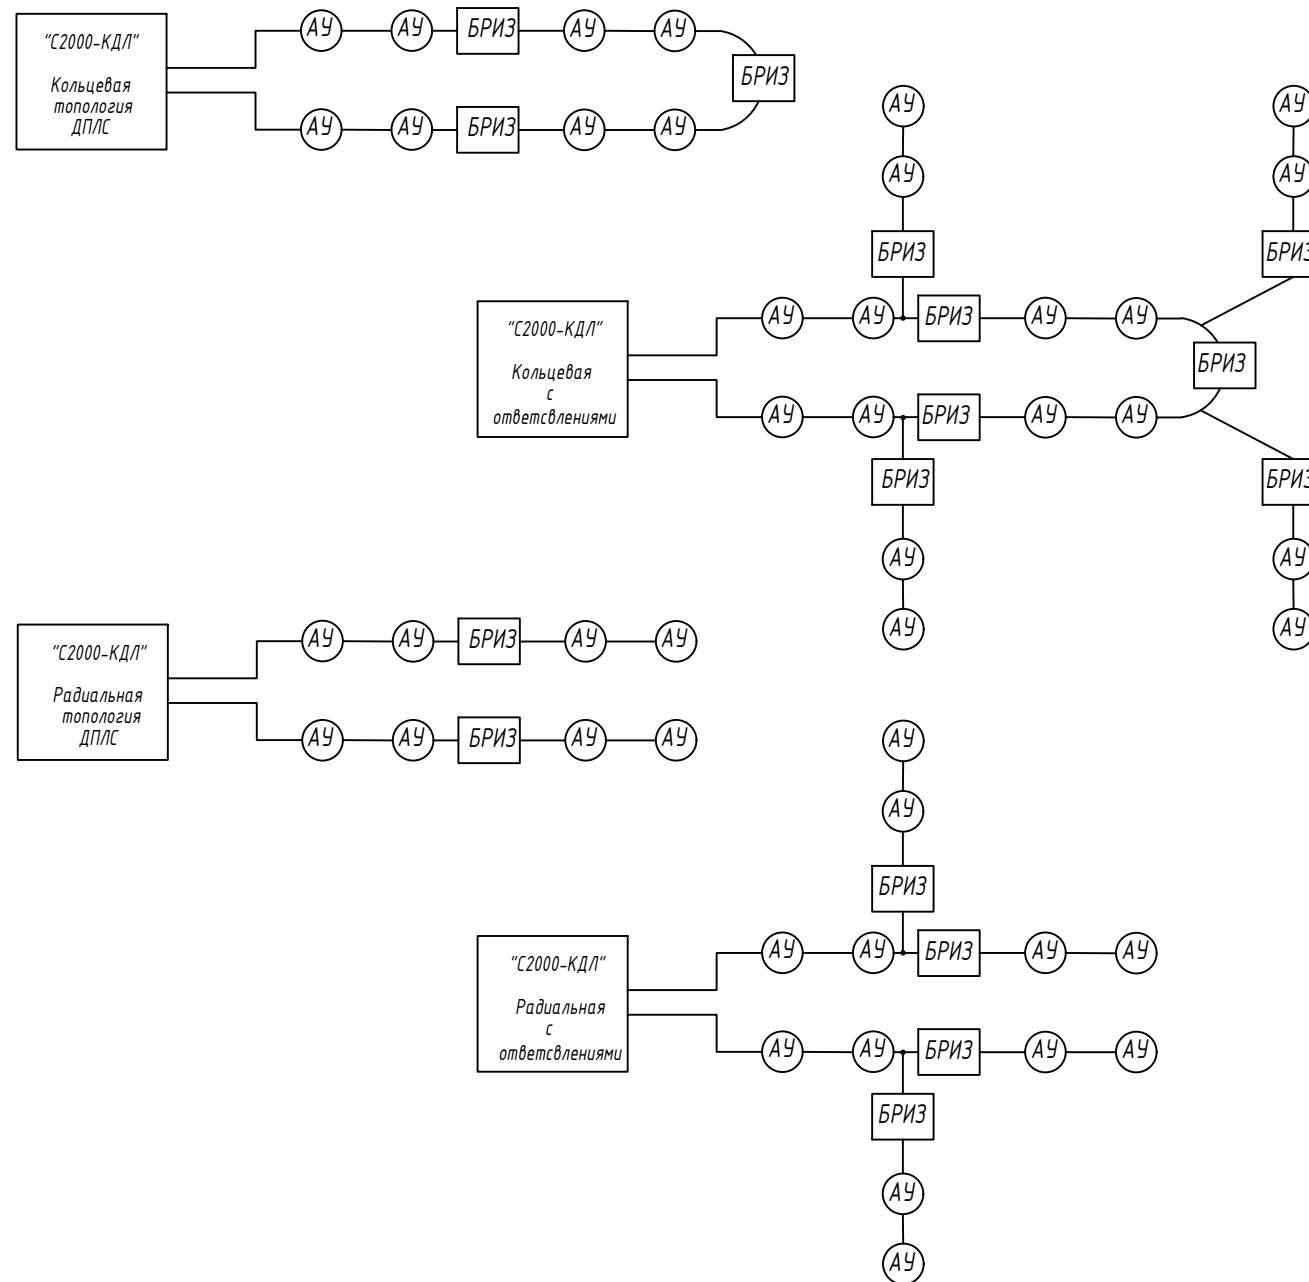 "С2000-КДЛ"
Кольцевая
топология
ДПЛС
АУ АУ БРИЗ АУ АУ
БРИЗ
АУ АУ БРИЗ АУ АУ
АУ
АУ
БРИЗ
АУ
АУ
БРИЗ
"С2000-КДЛ"
Кольцевая
с
ответсвлениями
АУ АУ БРИЗ АУ АУ
БРИЗ
АУ АУ БРИЗ АУ АУ
БРИЗ
АУ
АУ
БРИЗ
АУ
АУ
"С2000-КДЛ"
Радиальная
топология
ДПЛС
АУ АУ БРИЗ АУ АУ
АУ АУ БРИЗ АУ АУ
АУ
АУ
БРИЗ
"С2000-КДЛ"
Радиальная
с
ответсвлениями
АУ АУ БРИЗ АУ АУ
АУ АУ БРИЗ АУ АУ
БРИЗ
АУ
АУ